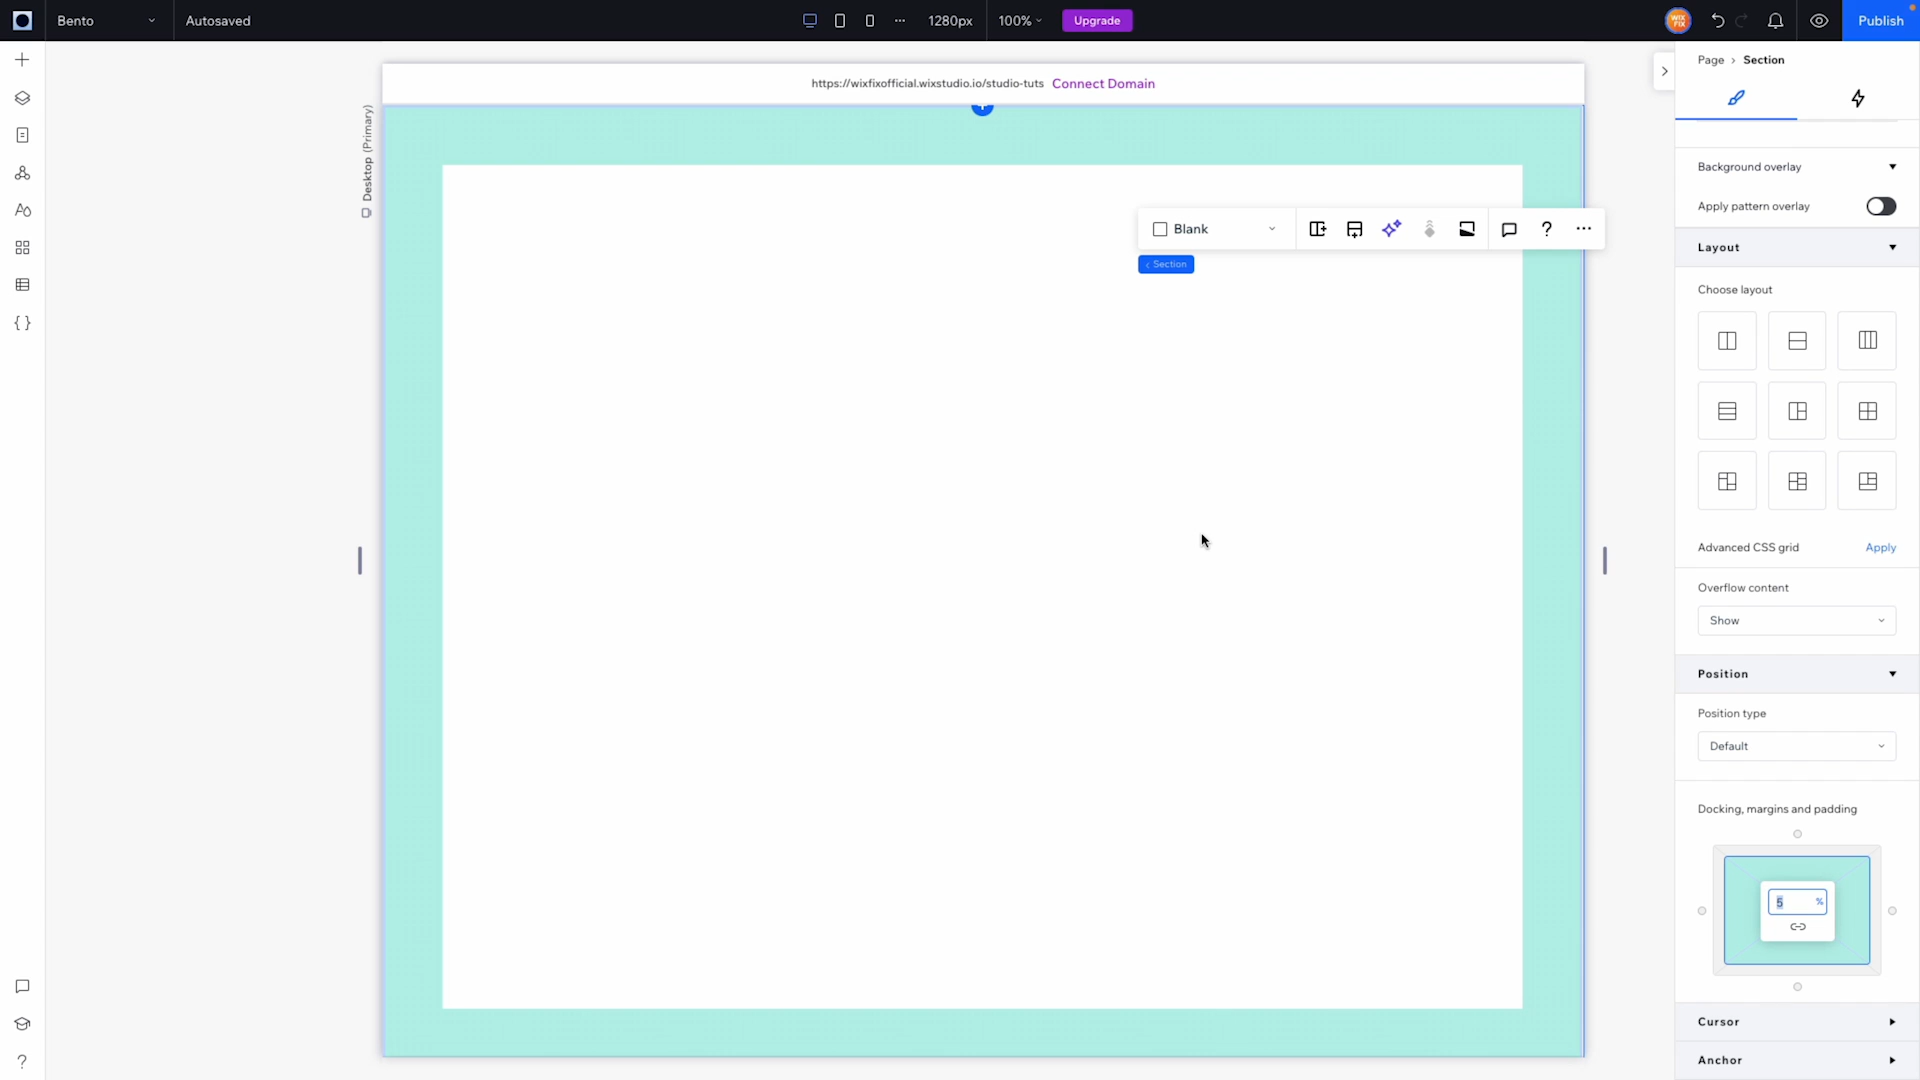 Bento
Autosaved
1280px
100%
Upgrade
WIX
FIX
Publish
https://wixfixofficial.wixstudio.io/studio-tuts Connect Domain
Desktop (Primary)
Page › Section
Background overlay
Apply pattern overlay
Blank
? 
‹ Section
Layout
Choose layout
Advanced CSS grid Apply
Overflow content
Show
Position
Position type
Default
Docking, margins and padding
5 %
Cursor
Anchor
?